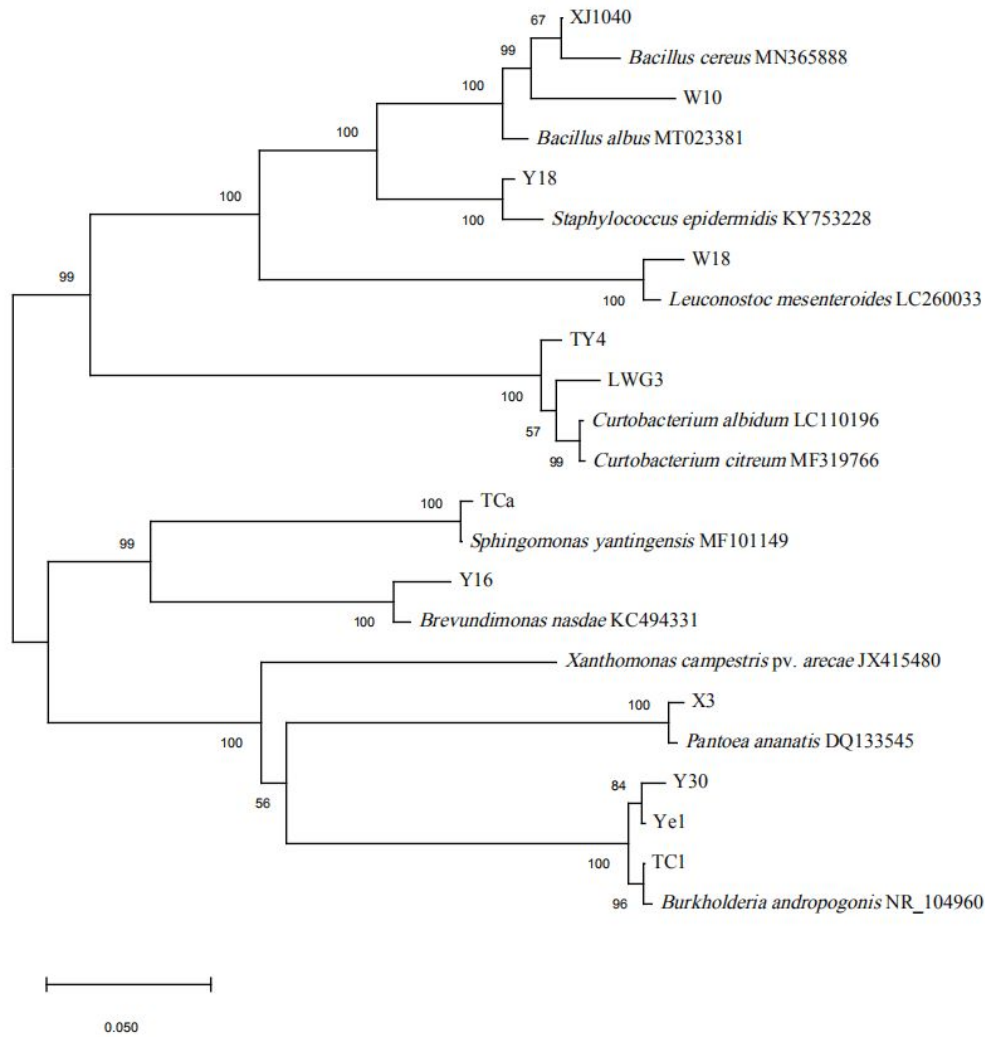 67
XJ1040
99
Bacillus cereus MN365888
100
W10
100
Bacillus albus MT023381
Y18
100
100
Staphylococcus epidermidis KY753228
W18
99
100
Leuconostoc mesenteroides LC260033
TY4
LWG3
100
Curtobacterium albidum LC110196
57
99
Curtobacterium citreum MF319766
100
TCa
99
Sphingomonas yantingensis MF101149
Y16
100
Brevundimonas nasdae KC494331
Xanthomonas campestris pv. arecae JX415480
100
X3
100
Pantoea ananatis DQ133545
84
Y30
56
Ye1
100
TC1
96
Burkholderia andropogonis NR_104960
0.050